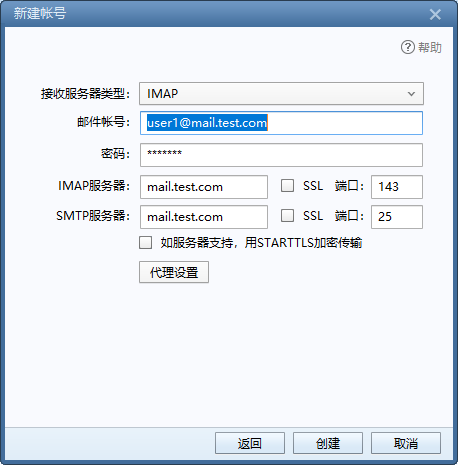 新建帐号
帮助
接收服务器类型: IMAP
邮件帐号: user1@mail.test.com
密码: *******
IMAP服务器: mail.test.com SSL 端口: 143
SMTP服务器: mail.test.com SSL 端口: 25
如服务器支持，用STARTTLS加密传输
代理设置
返回 创建 取消